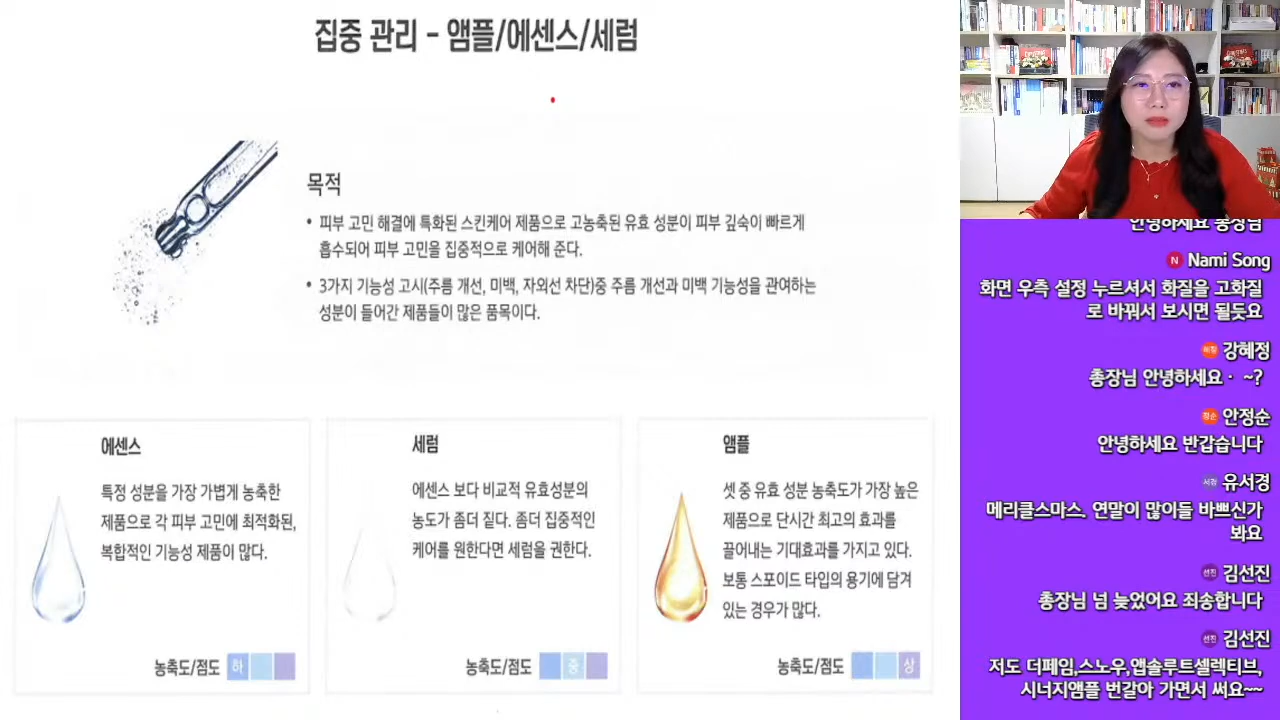 집중 관리 - 앰플/에센스/세럼
목적
• 피부 고민 해결에 특화된 스킨케어 제품으로 고농축된 유효 성분이 피부 깊숙이 빠르게
흡수되어 피부 고민을 집중적으로 케어해 준다.
• 3가지 기능성 고시(주름 개선, 미백, 자외선 차단)중 주름 개선과 미백 기능성을 관여하는
성분이 들어간 제품들이 많은 품목이다.
에센스
특정 성분을 가장 가볍게 농축한
제품으로 각 피부 고민에 최적화된,
복합적인 기능성 제품이 많다.
농축도/점도 하
세럼
에센스 보다 비교적 유효성분의
농도가 좀더 짙다. 좀더 집중적인
케어를 원한다면 세럼을 권한다.
농축도/점도 중
앰플
셋 중 유효 성분 농축도가 가장 높은
제품으로 단시간 최고의 효과를
끌어내는 기대효과를 가지고 있다.
보통 스포이드 타입의 용기에 담겨
있는 경우가 많다.
농축도/점도 상
안녕하세요 총장님
N Nami Song
화면 우측 설정 누르셔서 화질을 고화질
로 바꿔서 보시면 될듯요
혜정 강혜정
총장님 안녕하세요 · ~?
정순 안정순
안녕하세요 반갑습니다
서경 유서경
메리클스마스. 연말이 많이들 바쁘신가
봐요
선진 김선진
총장님 넘 늦었어요 죄송합니다
선진 김선진
저도 더페임,스노우,앱솔루트셀렉티브,
시너지앰플 번갈아 가면서 써요~~